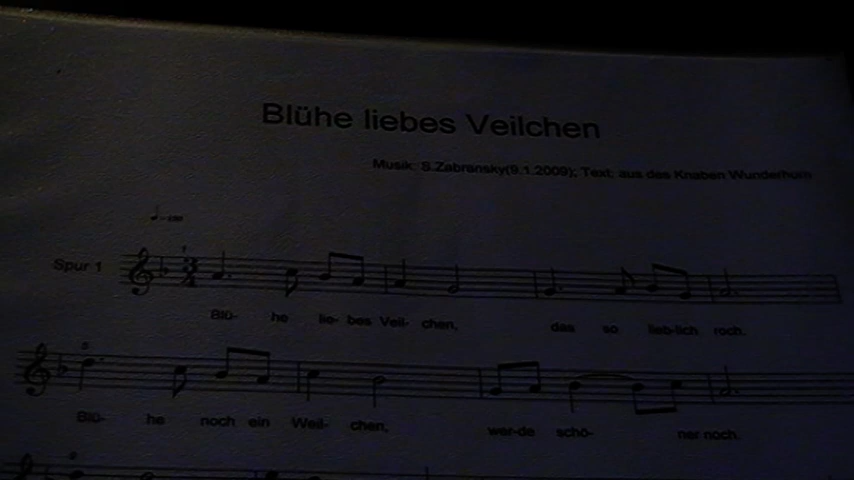 Blühe liebes Veilchen
Musik: S.Zabransky(9.1.2009); Text: aus des Knaben Wunderhorn
Spur 1
Blü- he lie- bes Veil- chen, das so lieb-lich roch.
5
Blü- he noch ein Weil- chen, wer-de schö- ner noch.